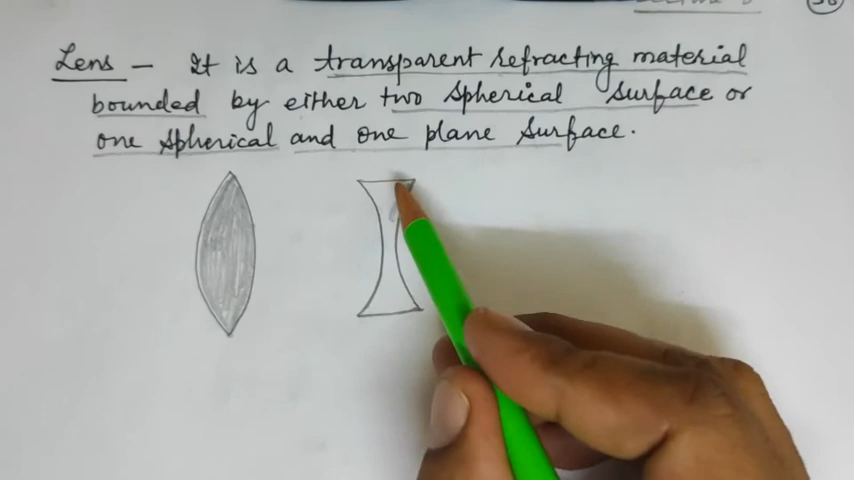 Lens - It is a transparent refracting material
bounded by either two spherical surface or
one spherical and one plane surface.